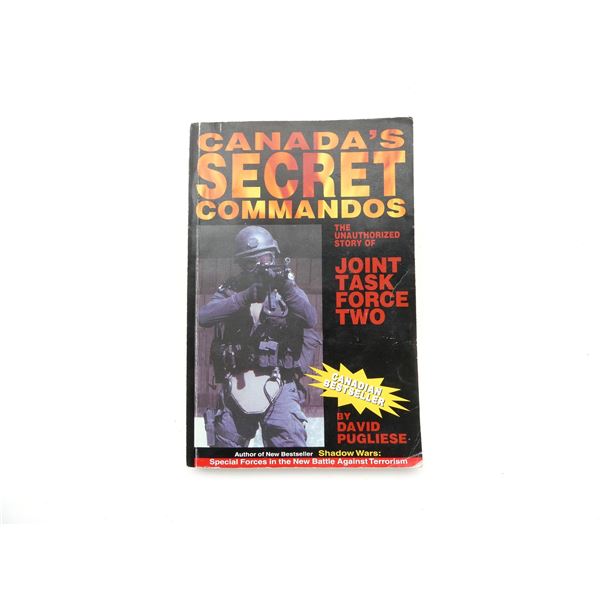 CANADA'S
SECRET
COMMANDOS
THE
UNAUTHORIZED
STORY OF
JOINT
TASK
FORCE
TWO
CANADIAN
BESTSELLER
BY
DAVID
PUGLIESE
Author of New Bestseller Shadow Wars:
Special Forces in the New Battle Against Terrorism